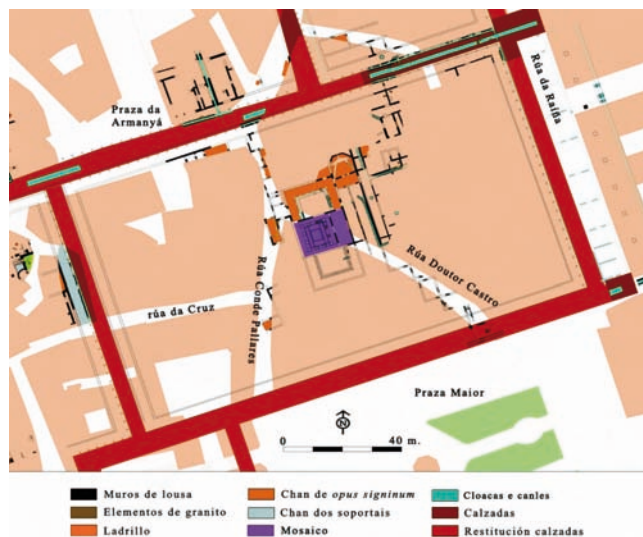 Praza da
Armanyá
Rúa da Raíña
Rúa Conde Pallares
Rúa Doutor Castro
rúa da Cruz
Praza Maior
N
0 40 m.
Muros de lousa
Elementos de granito
Ladrillo
Chan de opus signinum
Chan dos soportais
Mosaico
Cloacas e canles
Calzadas
Restitución calzadas